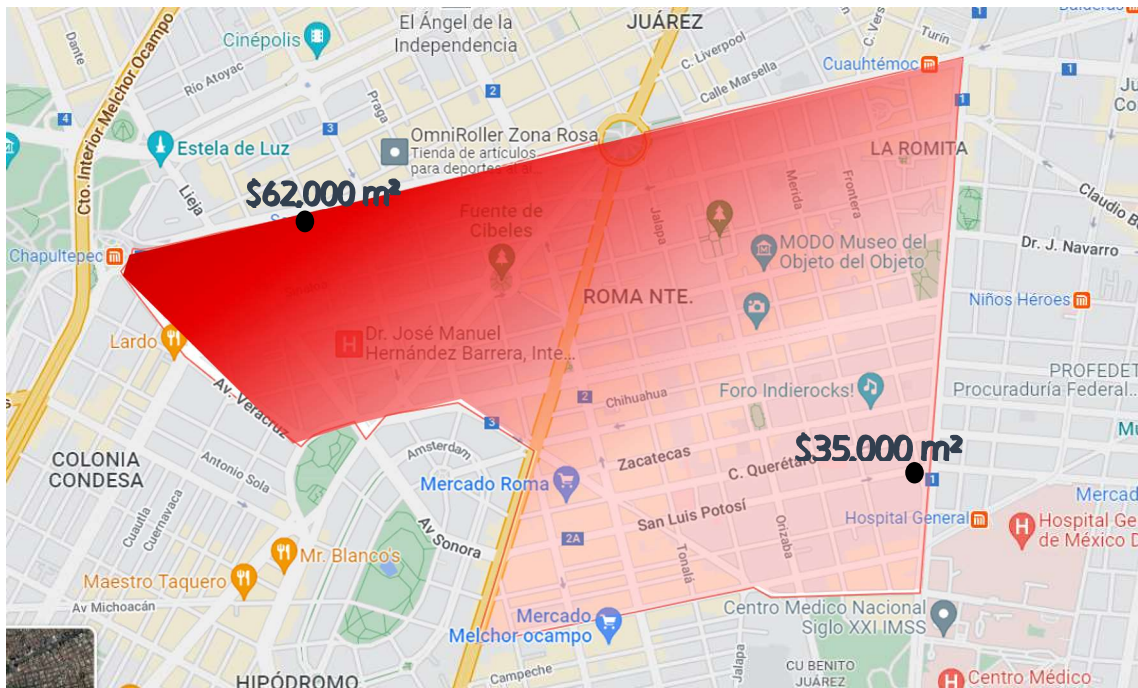 El Ángel de la
Independencia
JUÁREZ
Turín
Dante
Cinépolis
Río Atoyac
C. Liverpool
Cuauhtémoc
1
Cto. Interior Melchor Ocampo
Praga
2
Calle Marsella
1
4
3
1
Estela de Luz
OmniRoller Zona Rosa
Tienda de artículos
para deportes al ai...
LA ROMITA
Lieja
$62,000 m²
Fuente de
Cibeles
Jalapa
Merida
Frontera
Claudio B
Chapultepec
MODO Museo del
Objeto del Objeto
Dr. J. Navarro
ROMA NTE.
Niños Héroes
Lardo
H
Dr. José Manuel
Hernández Barrera, Inte...
PROFEDET
Procuraduría Federal...
Av. Veracruz
2
Chihuahua
Foro Indierocks!
3
COLONIA
CONDESA
Amsterdam
Antonio Sola
Zacatecas
C. Querétaro
$35.000 m²
1
Mercado Roma
Mercad
Cuautla
Cuernavaca
San Luis Potosí
Hospital General
H
Hospital Ge
de México D
Av Sonora
2A
Orizaba
Mr. Blanco's
Tonalá
Maestro Taquero
Av Michoacán
Mercado
Melchor ocampo
Centro Medico Nacional
Siglo XXI IMSS
Jalapa
Campeche
CU BENITO
JUÁREZ
HIPÓDROMO
H
Centro Médico